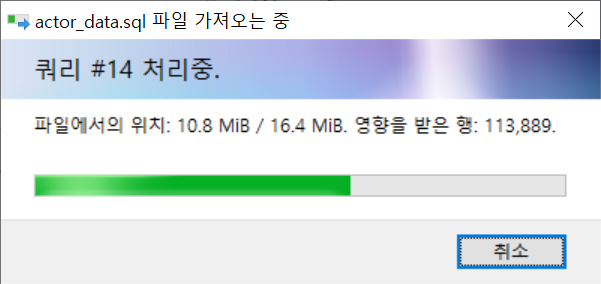 actor_data.sql 파일 가져오는 중
쿼리 #14 처리중.
파일에서의 위치: 10.8 MiB / 16.4 MiB. 영향을 받은 행: 113,889.
취소